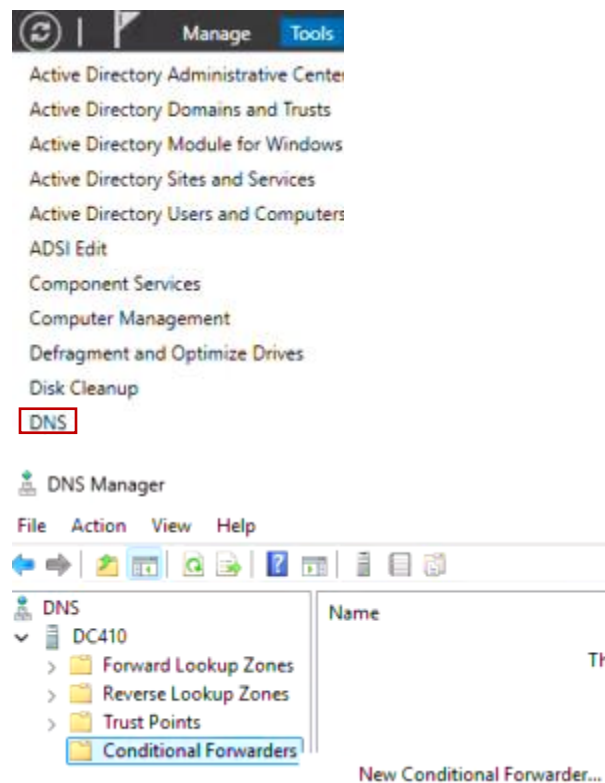 Manage Tools
Active Directory Administrative Center
Active Directory Domains and Trusts
Active Directory Module for Windows
Active Directory Sites and Services
Active Directory Users and Computers
ADSI Edit
Component Services
Computer Management
Defragment and Optimize Drives
Disk Cleanup
DNS
DNS Manager
File Action View Help
DNS
Name
DC410
Forward Lookup Zones
Th
Reverse Lookup Zones
Trust Points
Conditional Forwarders
New Conditional Forwarder...